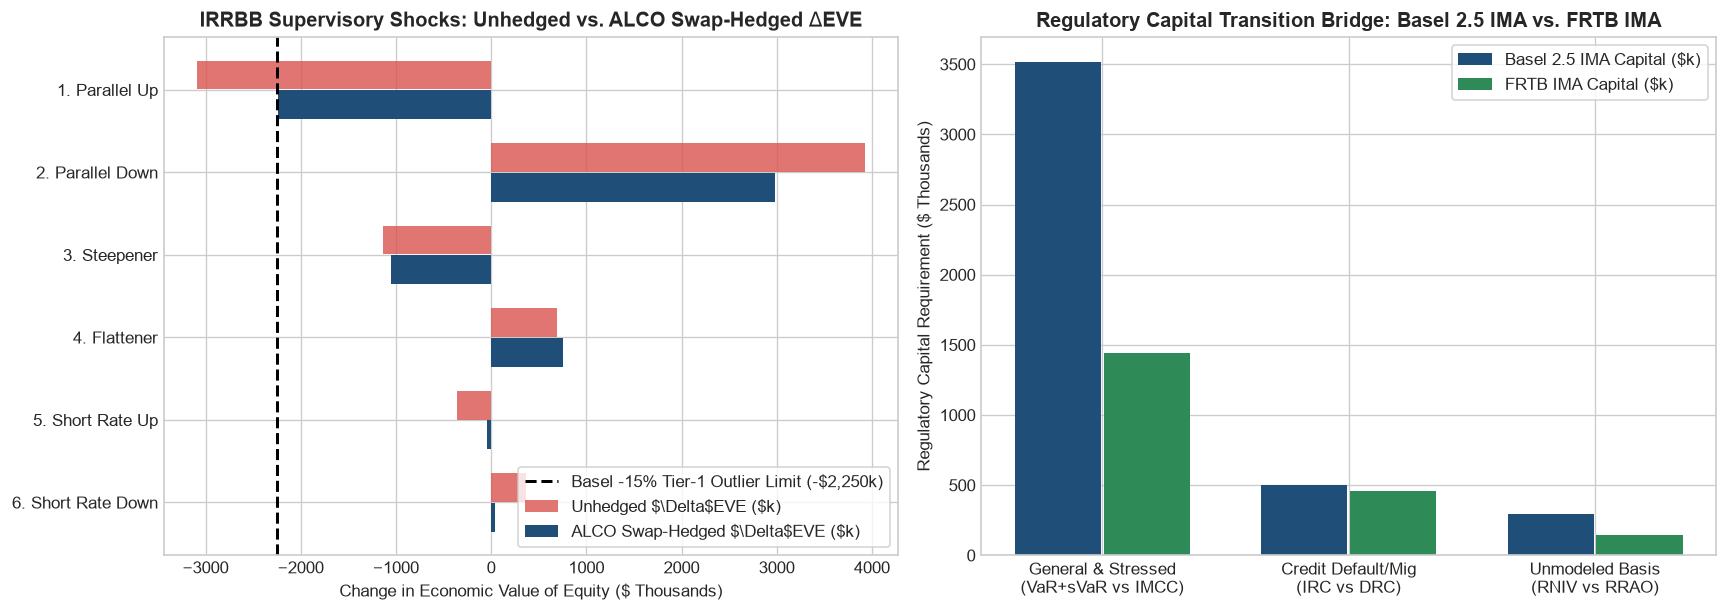 IRRBB Supervisory Shocks: Unhedged vs. ALCO Swap-Hedged ΔEVE
1. Parallel Up
2. Parallel Down
3. Steepener
4. Flattener
5. Short Rate Up
6. Short Rate Down
Basel -15% Tier-1 Outlier Limit (-$2,250k)
Unhedged $\Delta$EVE ($k)
ALCO Swap-Hedged $\Delta$EVE ($k)
−3000 −2000 −1000 0 1000 2000 3000 4000
Change in Economic Value of Equity ($ Thousands)
Regulatory Capital Transition Bridge: Basel 2.5 IMA vs. FRTB IMA
Basel 2.5 IMA Capital ($k)
FRTB IMA Capital ($k)
Regulatory Capital Requirement ($ Thousands)
3500
3000
2500
2000
1500
1000
500
0
General & Stressed
(VaR+sVaR vs IMCC)
Credit Default/Mig
(IRC vs DRC)
Unmodeled Basis
(RNIV vs RRAO)